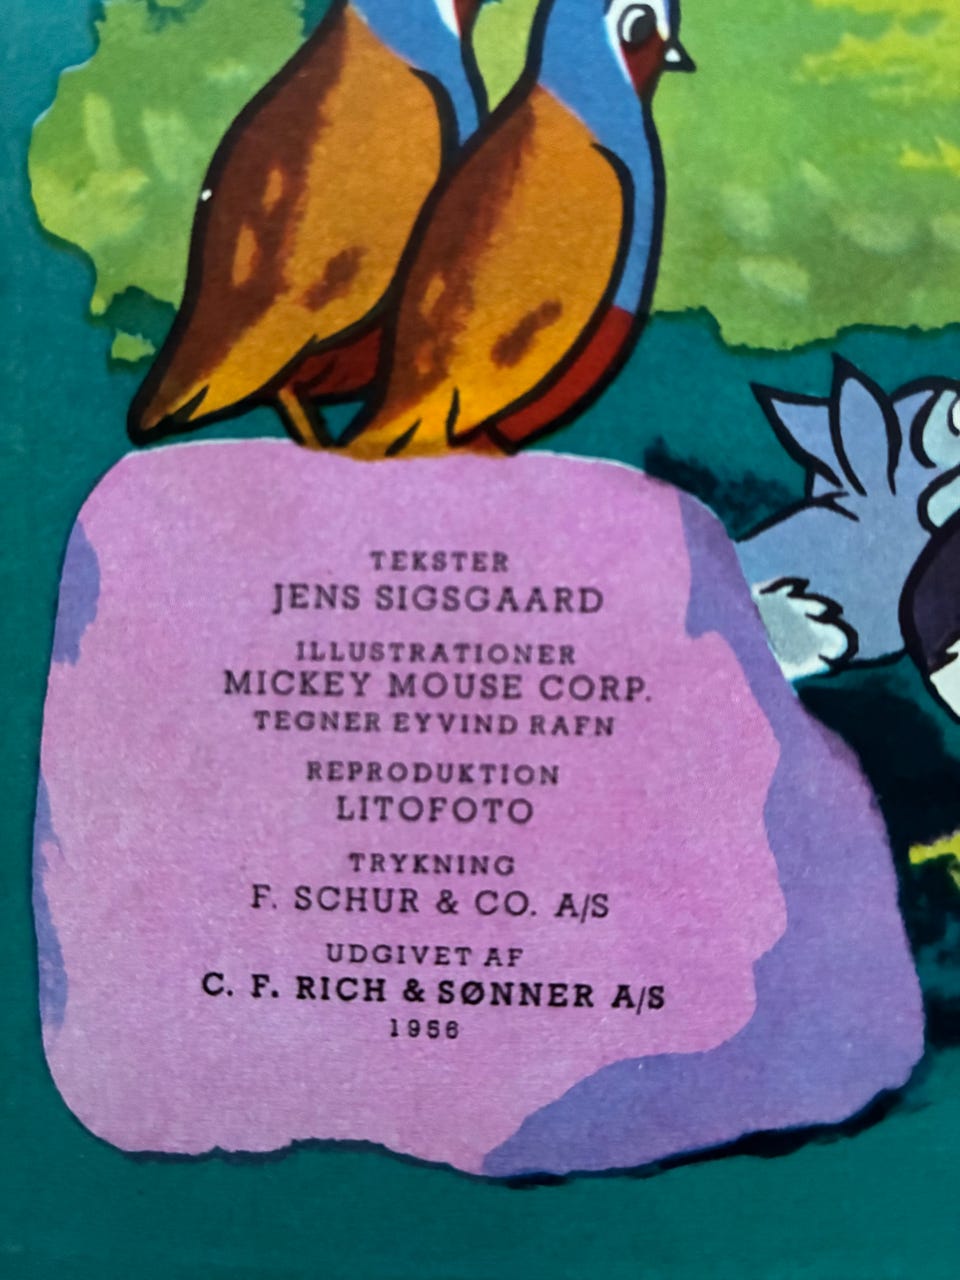 TEKSTER
JENS SIGSGAARD
ILLUSTRATIONER
MICKEY MOUSE CORP.
TEGNER EYVIND RAFN
REPRODUKTION
LITOFOTO
TRYKNING
F. SCHUR & CO. A/S
UDGIVET AF
C. F. RICH & SØNNER A/S
1956